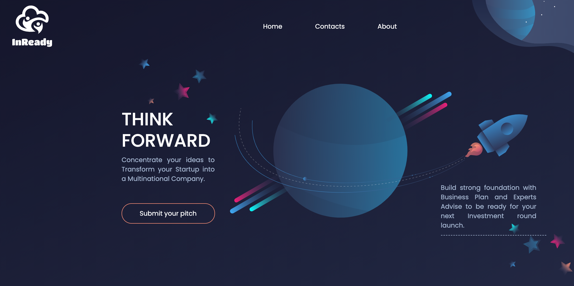 InReady
Home Contacts About
THINK
FORWARD
Concentrate your ideas to
Transform your Startup into
a Multinational Company.
Submit your pitch
Build strong foundation with
Business Plan and Experts
Advise to be ready for your
next Investment round
launch.